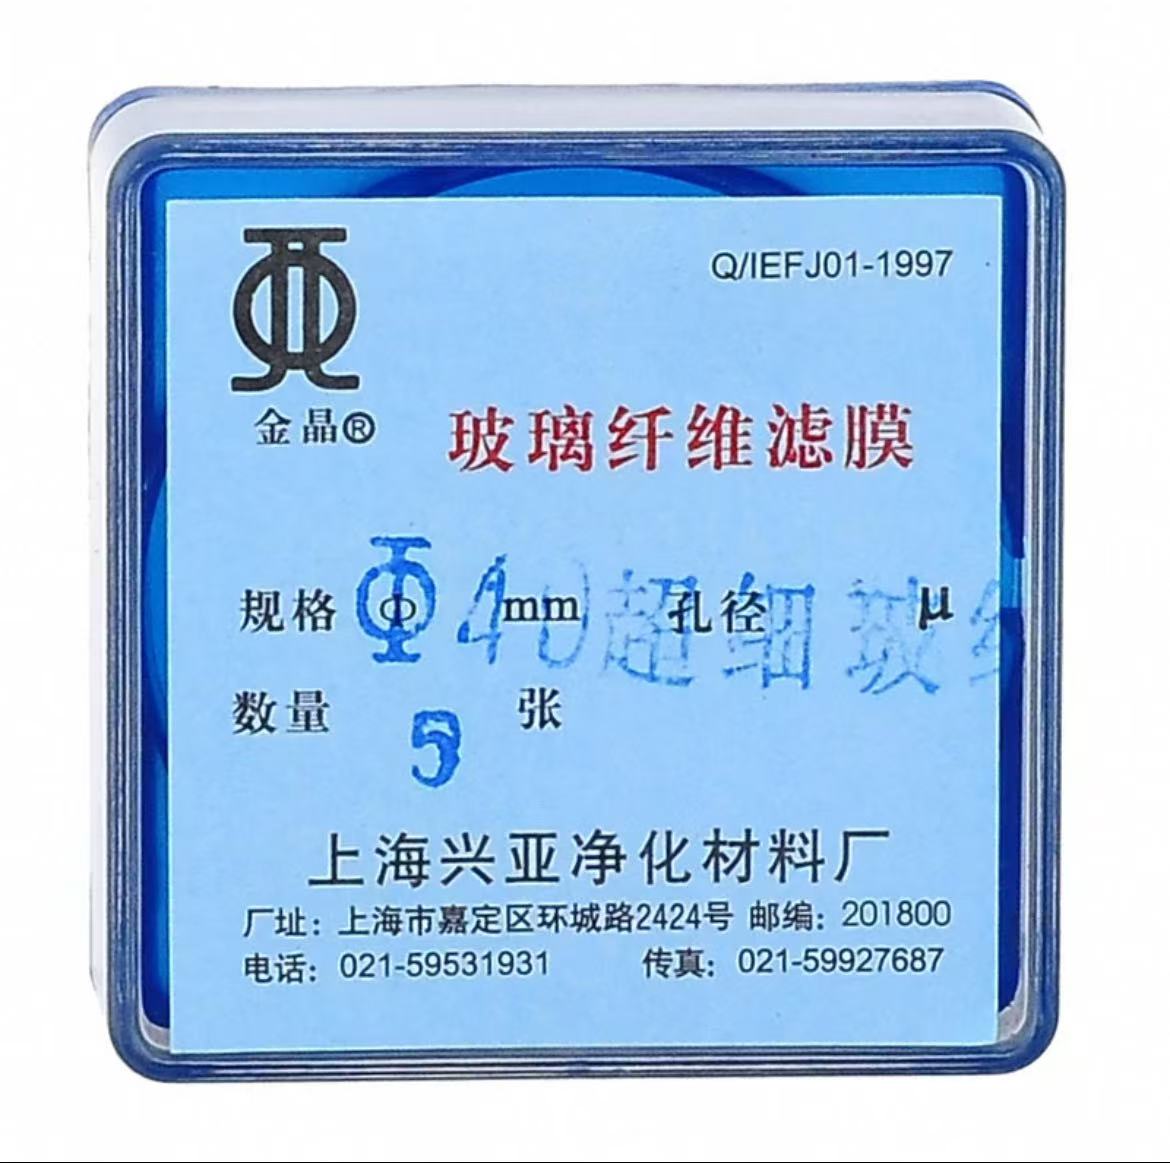 Q/IEFJ01-1997
金晶®
玻璃纤维滤膜
规格 Φ 40 mm 孔径 μ
超细玻纤
数量 5 张
上海兴亚净化材料厂
厂址：上海市嘉定区环城路2424号 邮编：201800
电话：021-59531931 传真：021-59927687